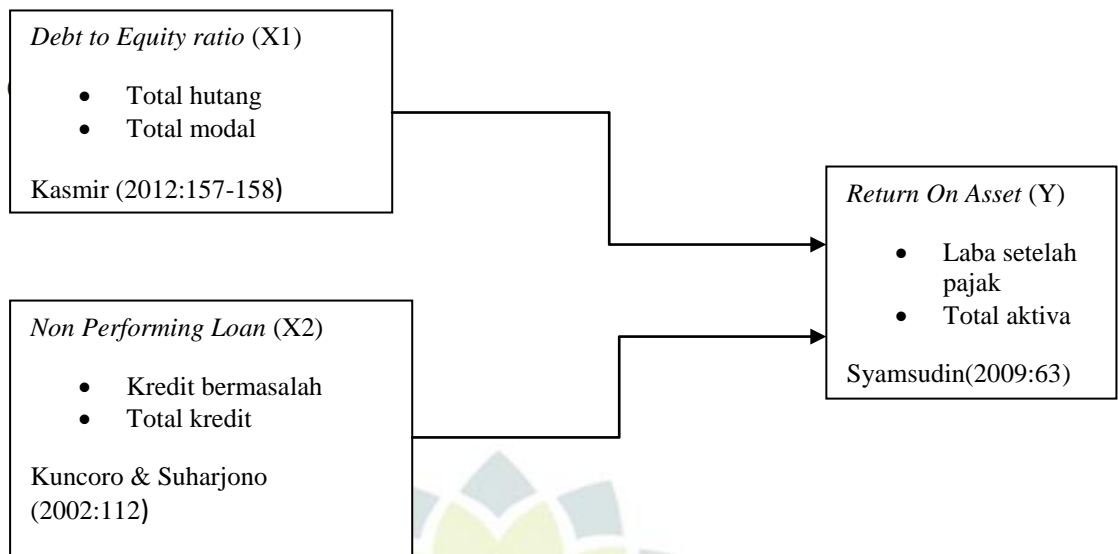 Debt to Equity ratio (X1)
• Total hutang
• Total modal
Kasmir (2012:157-158)
Non Performing Loan (X2)
• Kredit bermasalah
• Total kredit
Kuncoro & Suharjono
(2002:112)
Return On Asset (Y)
• Laba setelah
pajak
• Total aktiva
Syamsudin(2009:63)